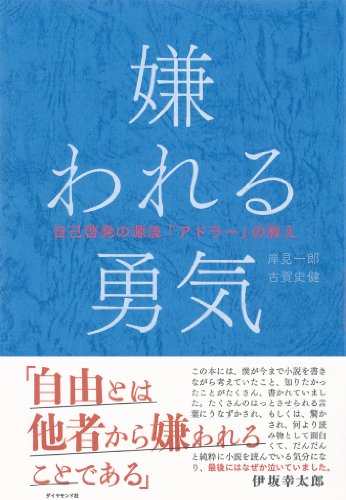 嫌
われる
自己啓発の源流「アドラー」の教え
岸見一郎
古賀史健
勇気
「自由とは
他者から嫌われる
ことである」
この本には、僕が今まで小説を書き
ながら考えていたこと、知りたかっ
たことがたくさん、書かれていまし
た。たくさんのはっとさせられる言
葉にうなずかされ、もしくは、驚か
され、何より読
み物として面白
くて、だんだん
と純粋に小説を読んでいる気分にな
り、最後にはなぜか泣いていました。
伊坂幸太郎
ダイヤモンド社